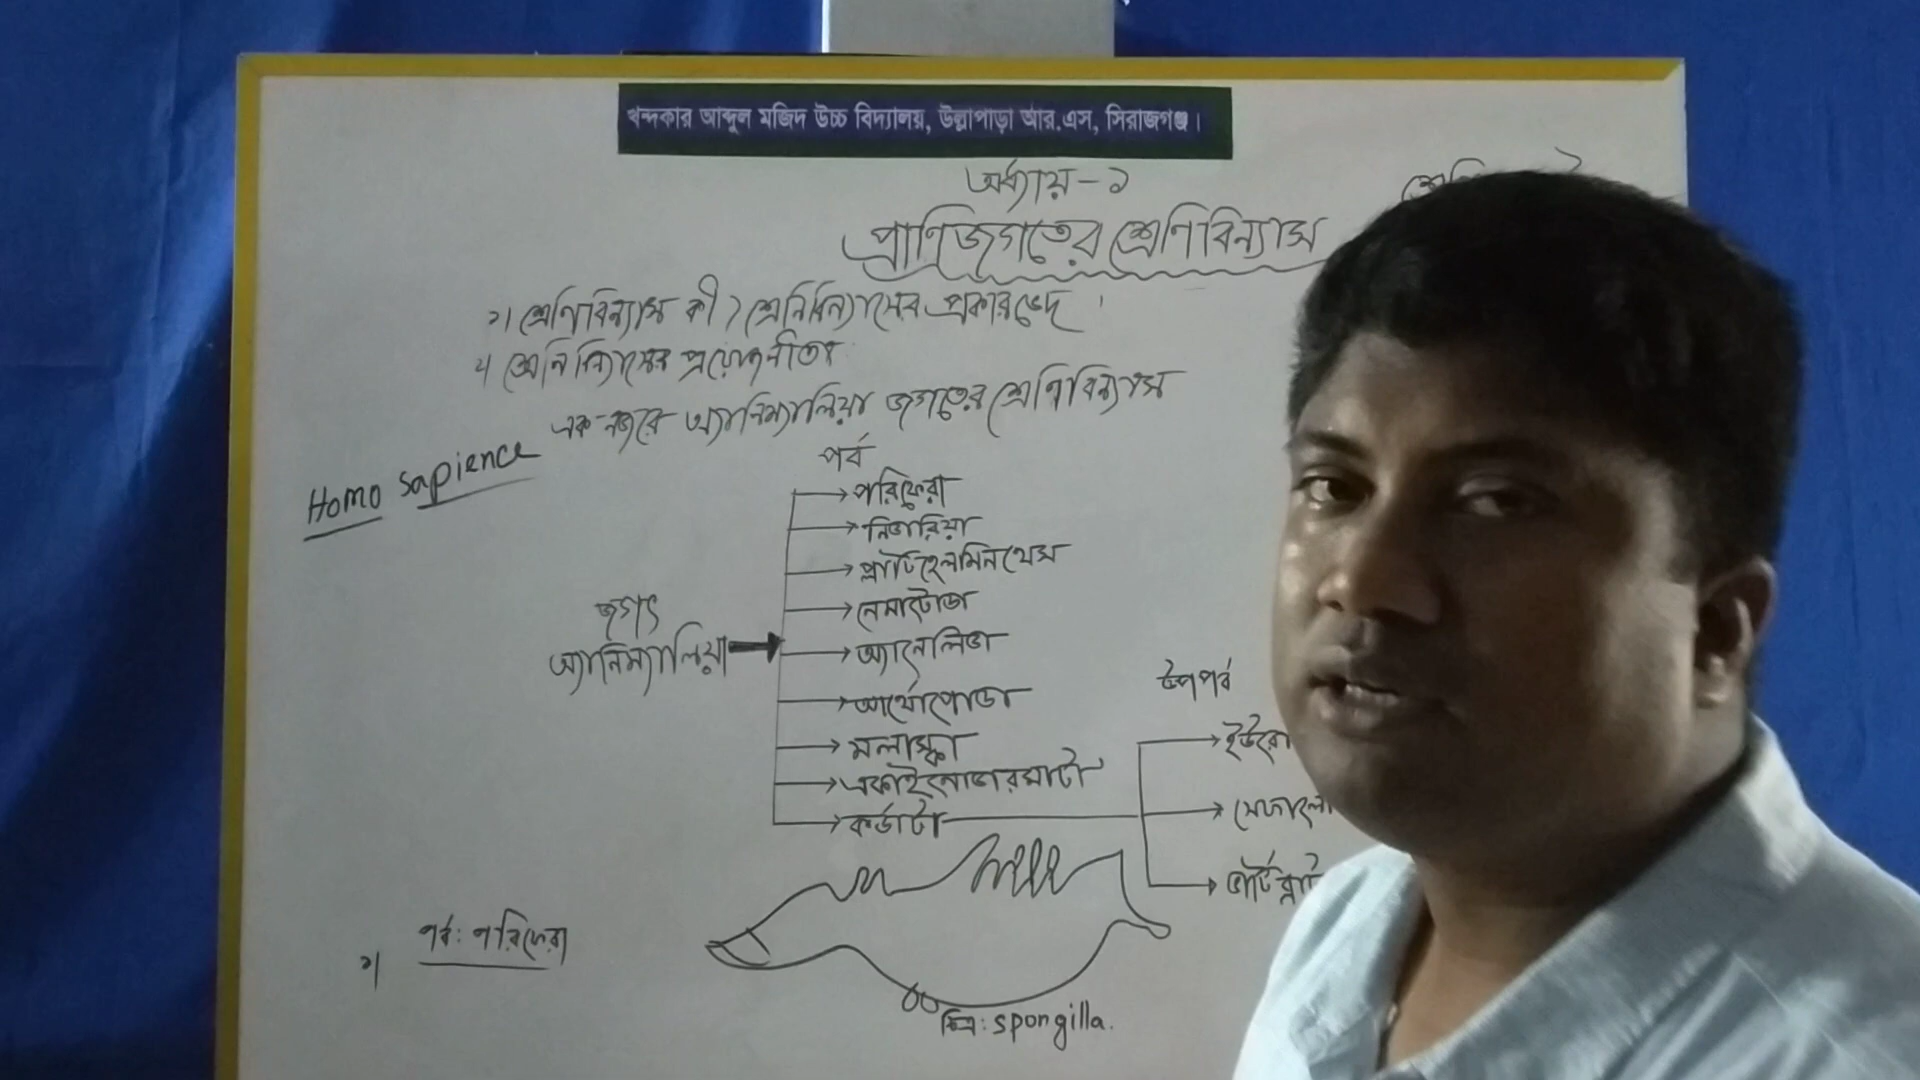 খন্দকার আব্দুল মজিদ উচ্চ বিদ্যালয়, উল্লাপাড়া আর.এস, সিরাজগঞ্জ।
অধ্যায়-১
প্রাণিজগতের শ্রেণিবিন্যাস
১। শ্রেণিবিন্যাস কী? শ্রেনিবিন্যাসের প্রকারভেদ।
২। শ্রেনিবিন্যাসের প্রয়োজনীতা
এক নজরে অ্যানিম্যালিয়া জগতের শ্রেণিবিন্যাস
Homo sapience
পর্ব
পরিফেরা
নিডারিয়া
প্লাটিহেলমিনথেস
নেমাটোডা
জগৎ
অ্যানিম্যালিয়া
অ্যানেলিডা
আর্থোপোডা
মলাস্কা
একাইনোডারমাটা
কর্ডাটা
উপপর্ব
ইউরো
সেফালো
১। পর্ব: পরিফেরা
চিত্র: spongilla.